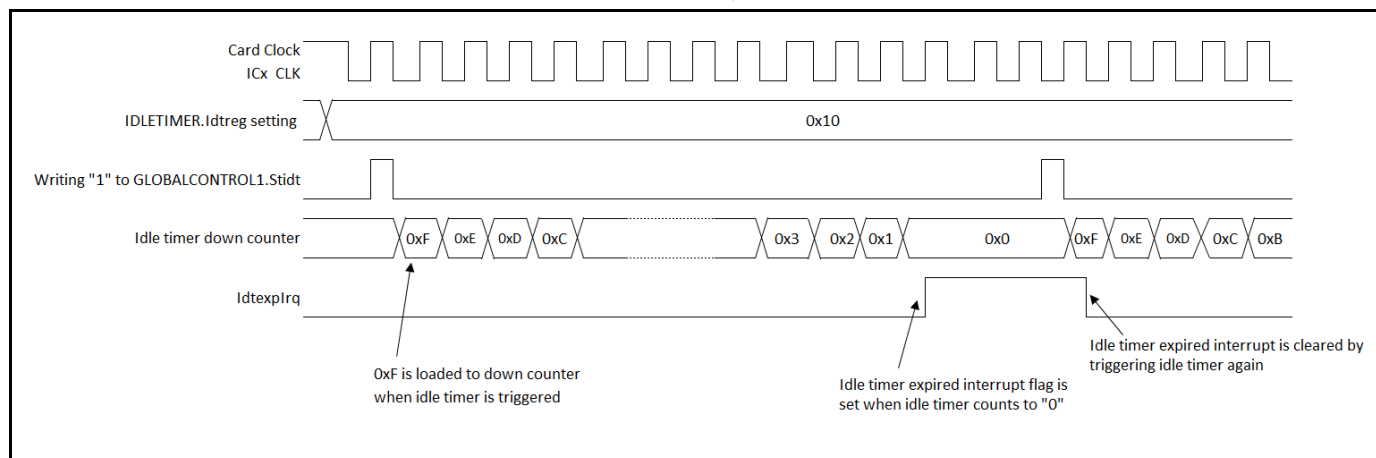 Card Clock
ICx CLK
IDLETIMER.Idtreg setting
0x10
Writing "1" to GLOBALCONTROL1.Stidt
Idle timer down counter
0xF 0xE 0xD 0xC 0x3 0x2 0x1 0x0 0xF 0xE 0xD 0xC 0xB
IdtexpIrq
0xF is loaded to down counter
when idle timer is triggered
Idle timer expired interrupt flag is
set when idle timer counts to "0"
Idle timer expired interrupt is cleared by
triggering idle timer again